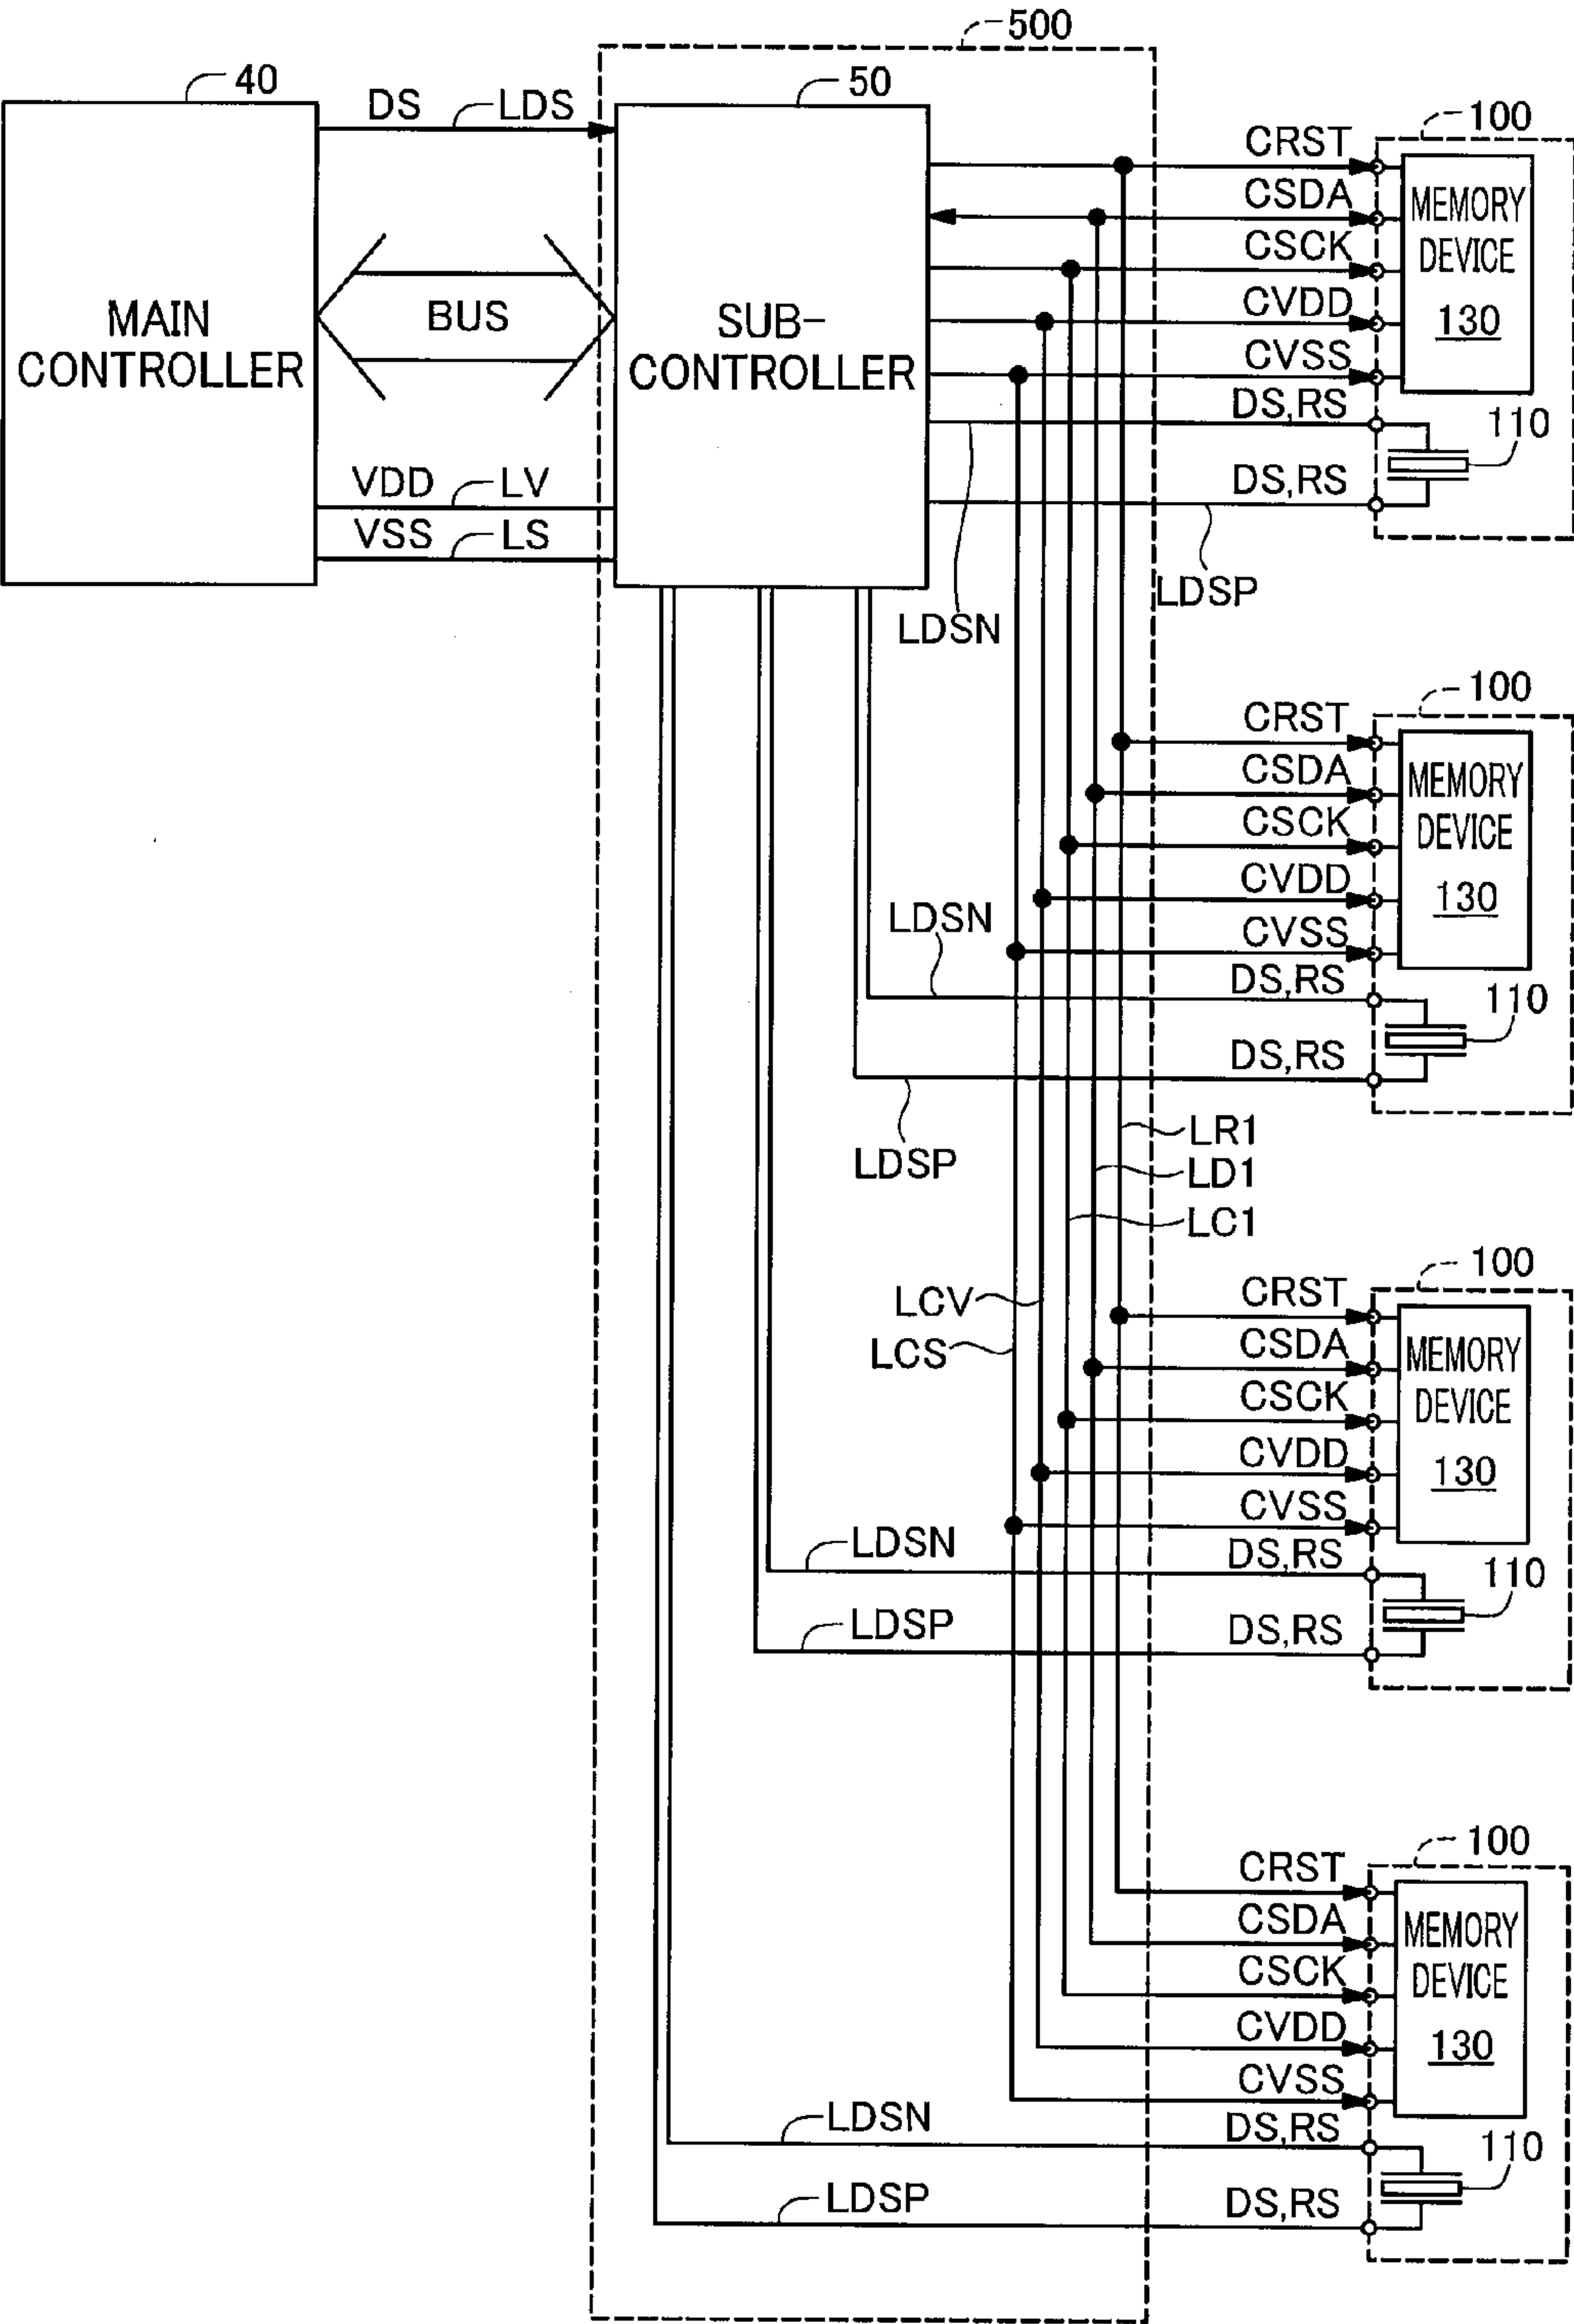 500
40
50
DS
LDS
MAIN
CONTROLLER
BUS
SUB-
CONTROLLER
VDD
LV
VSS
LS
100
CRST
CSDA
CSCK
CVDD
CVSS
DS,RS
DS,RS
MEMORY
DEVICE
130
110
LDSN
LDSP
100
CRST
CSDA
CSCK
CVDD
CVSS
DS,RS
DS,RS
MEMORY
DEVICE
130
110
LDSN
LDSP
LR1
LD1
LC1
LCV
LCS
100
CRST
CSDA
CSCK
CVDD
CVSS
DS,RS
DS,RS
MEMORY
DEVICE
130
110
LDSN
LDSP
100
CRST
CSDA
CSCK
CVDD
CVSS
DS,RS
DS,RS
MEMORY
DEVICE
130
110
LDSN
LDSP